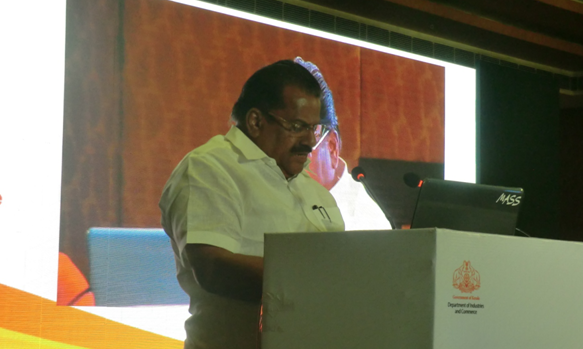 MASS
Government of Kerala
Department of Industries
and Commerce